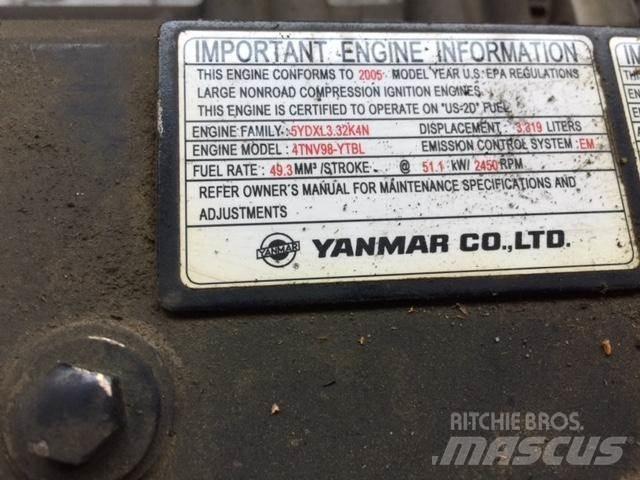 IMPORTANT ENGINE INFORMATION
THIS ENGINE CONFORMS TO 2005 MODEL YEAR U.S. EPA REGULATIONS
LARGE NONROAD COMPRESSION IGNITION ENGINES.
THIS ENGINE IS CERTIFIED TO OPERATE ON "US-2D" FUEL
ENGINE FAMILY :5YDXL3.32K4N DISPLACEMENT : 3.319 LITERS
ENGINE MODEL : 4TNV98-YTBL EMISSION CONTROL SYSTEM :EM
FUEL RATE : 49.3 MM³/STROKE @ 51.1 kW/ 2450 RPM
REFER OWNER'S MANUAL FOR MAINTENANCE SPECIFICATIONS AND
ADJUSTMENTS
YANMAR YANMAR CO.,LTD.
RITCHIE BROS.
MASCUS